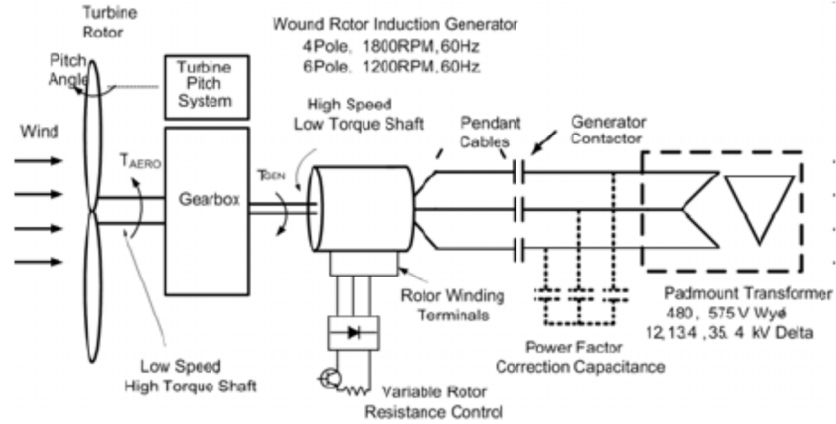 Turbine
Rotor
Wound Rotor Induction Generator
4Pole, 1800RPM,60Hz
6Pole, 1200RPM,60Hz
Pitch
Angle
Turbine
Pitch
System
High Speed
Low Torque Shaft
Pendant
Cables
Generator
Contactor
Wind
TAERO
TGEN
Gearbox
Rotor Winding
Terminals
Padmount Transformer
480, 575V Wye
12,13.4,35. 4 kV Delta
Power Factor
Correction Capacitance
Low Speed
High Torque Shaft
Variable Rotor
Resistance Control